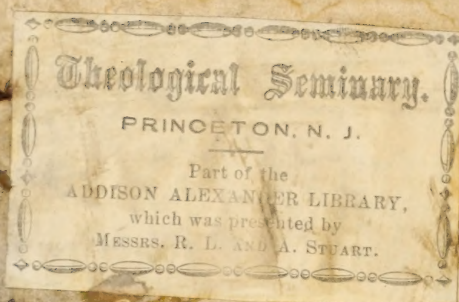 Theological Seminary.
PRINCETON, N. J.
Part of the
ADDISON ALEXANDER LIBRARY,
which was presented by
MESSRS. R. L. AND A. STUART.